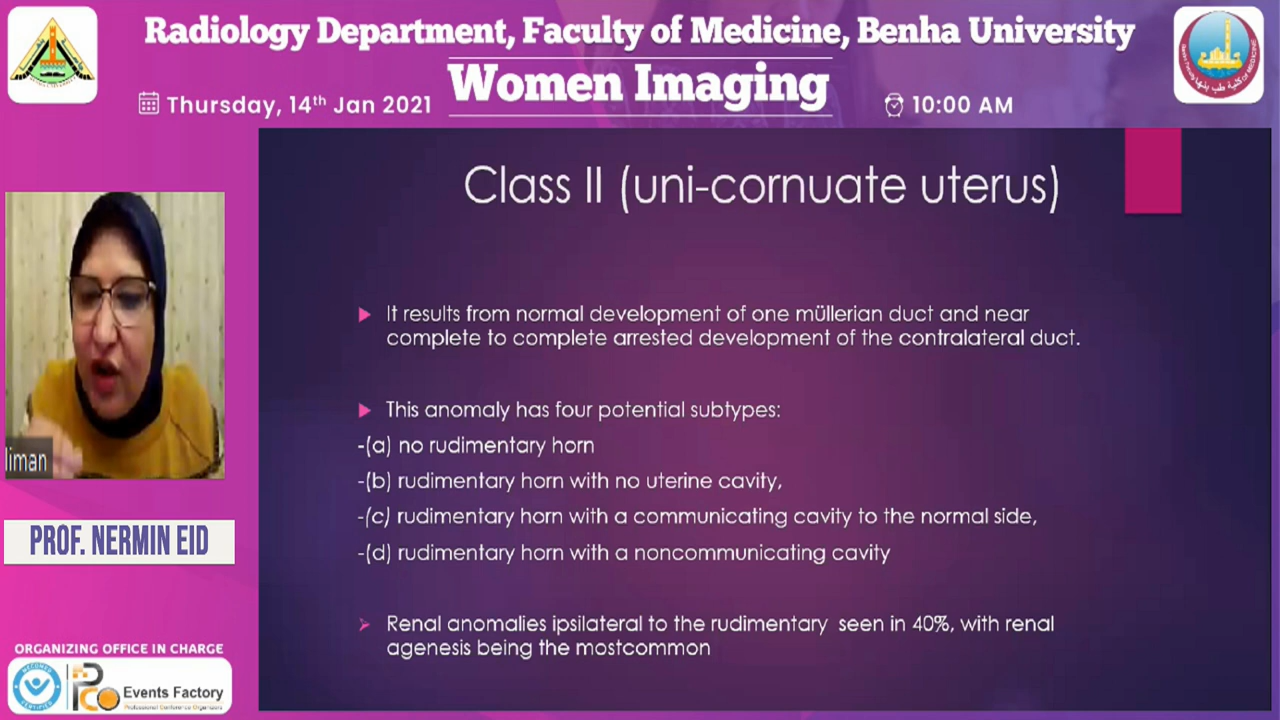 Radiology Department, Faculty of Medicine, Benha University
Women Imaging
Thursday, 14th Jan 2021
10:00 AM
Class II (uni-cornuate uterus)
It results from normal development of one müllerian duct and near
complete to complete arrested development of the contralateral duct.
This anomaly has four potential subtypes:
-(a) no rudimentary horn
-(b) rudimentary horn with no uterine cavity,
-(c) rudimentary horn with a communicating cavity to the normal side,
-(d) rudimentary horn with a noncommunicating cavity
Renal anomalies ipsilateral to the rudimentary seen in 40%, with renal
agenesis being the mostcommon
liman
PROF. NERMIN EID
ORGANIZING OFFICE IN CHARGE
PCO
Events Factory
Professional Conference Organizers